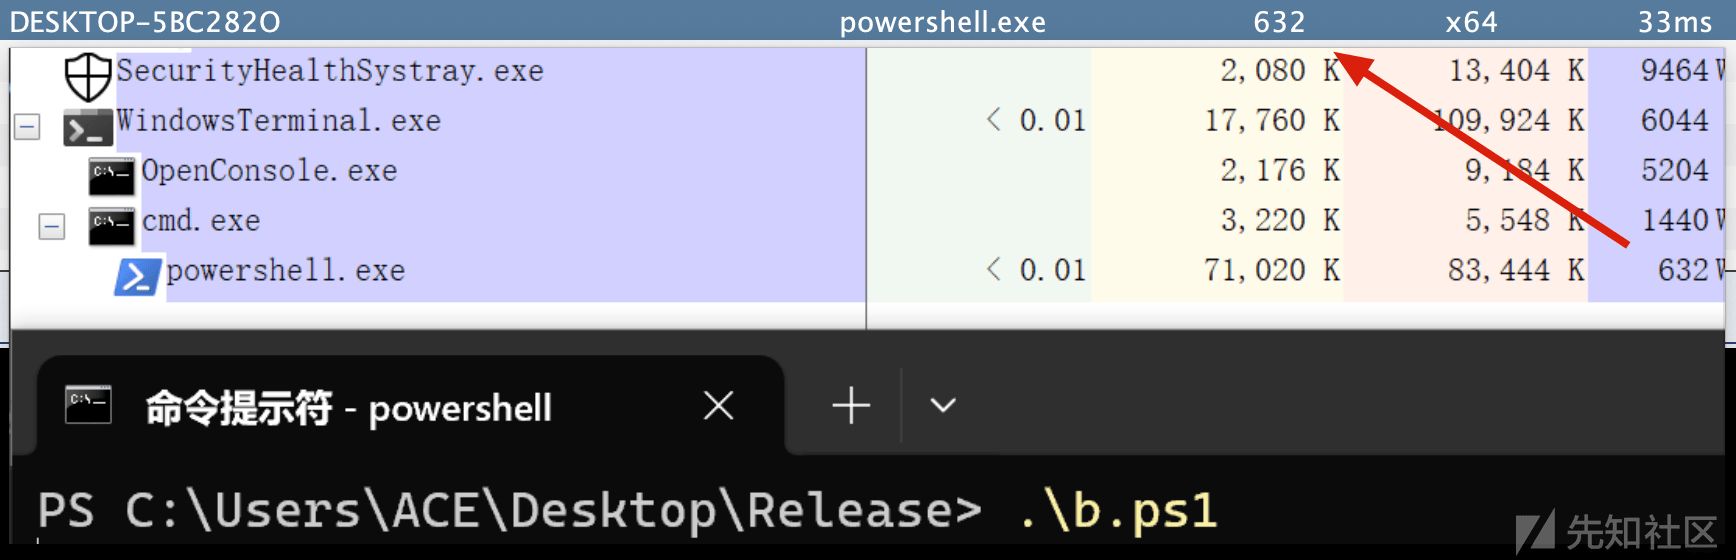 DESKTOP-5BC282O powershell.exe 632 x64 33ms
SecurityHealthSystray.exe 2,080 K 13,404 K 9464 W
WindowsTerminal.exe < 0.01 17,760 K 109,924 K 6044
OpenConsole.exe 2,176 K 9,184 K 5204
cmd.exe 3,220 K 5,548 K 1440 W
powershell.exe < 0.01 71,020 K 83,444 K 632 W
命令提示符 - powershell
PS C:\Users\ACE\Desktop\Release> .\b.ps1
先知社区